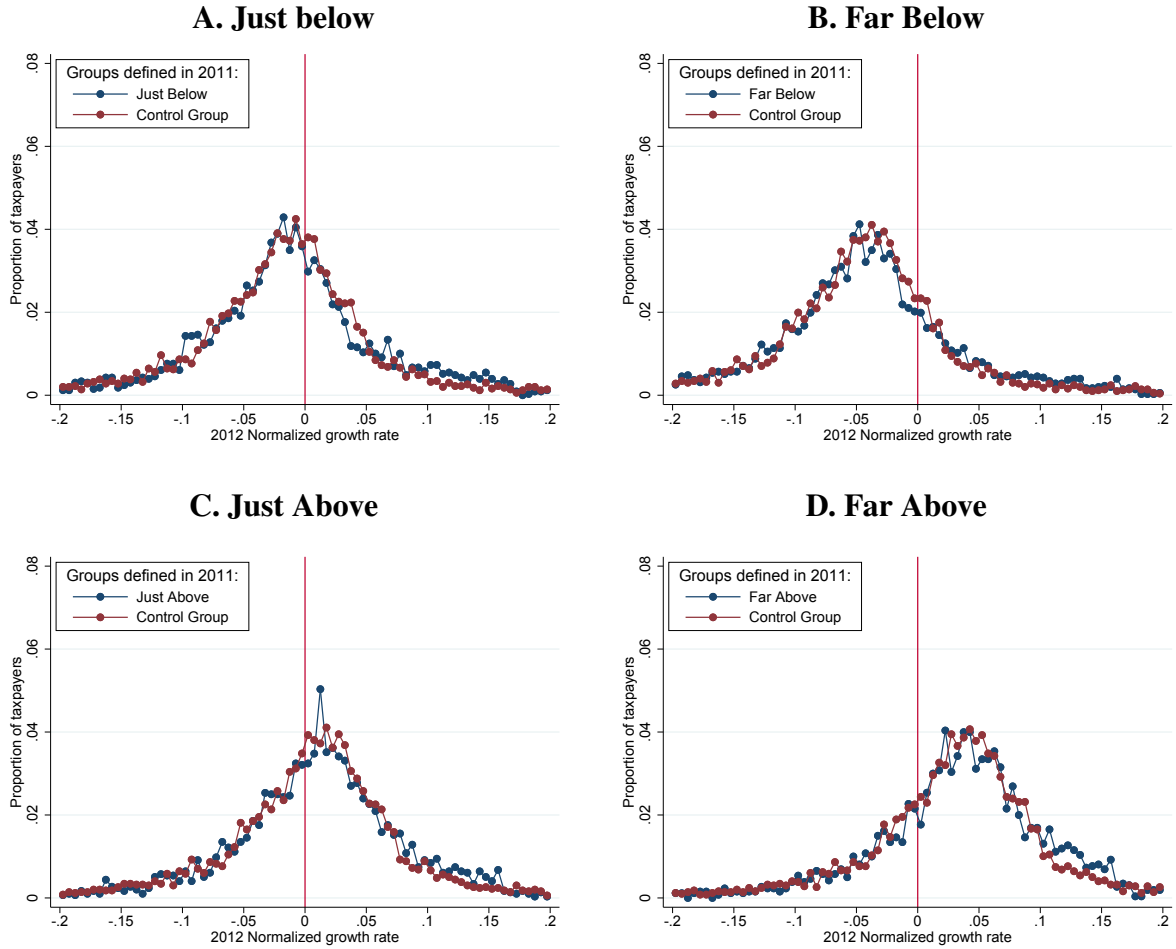 A. Just below
.08
.06
.04
.02
0
Proportion of taxpayers
Groups defined in 2011:
Just Below
Control Group
-.2 -.15 -.1 -.05 0 .05 .1 .15 .2
2012 Normalized growth rate
B. Far Below
.08
.06
.04
.02
0
Proportion of taxpayers
Groups defined in 2011:
Far Below
Control Group
-.2 -.15 -.1 -.05 0 .05 .1 .15 .2
2012 Normalized growth rate
C. Just Above
.08
.06
.04
.02
0
Proportion of taxpayers
Groups defined in 2011:
Just Above
Control Group
-.2 -.15 -.1 -.05 0 .05 .1 .15 .2
2012 Normalized growth rate
D. Far Above
.08
.06
.04
.02
0
Proportion of taxpayers
Groups defined in 2011:
Far Above
Control Group
-.2 -.15 -.1 -.05 0 .05 .1 .15 .2
2012 Normalized growth rate